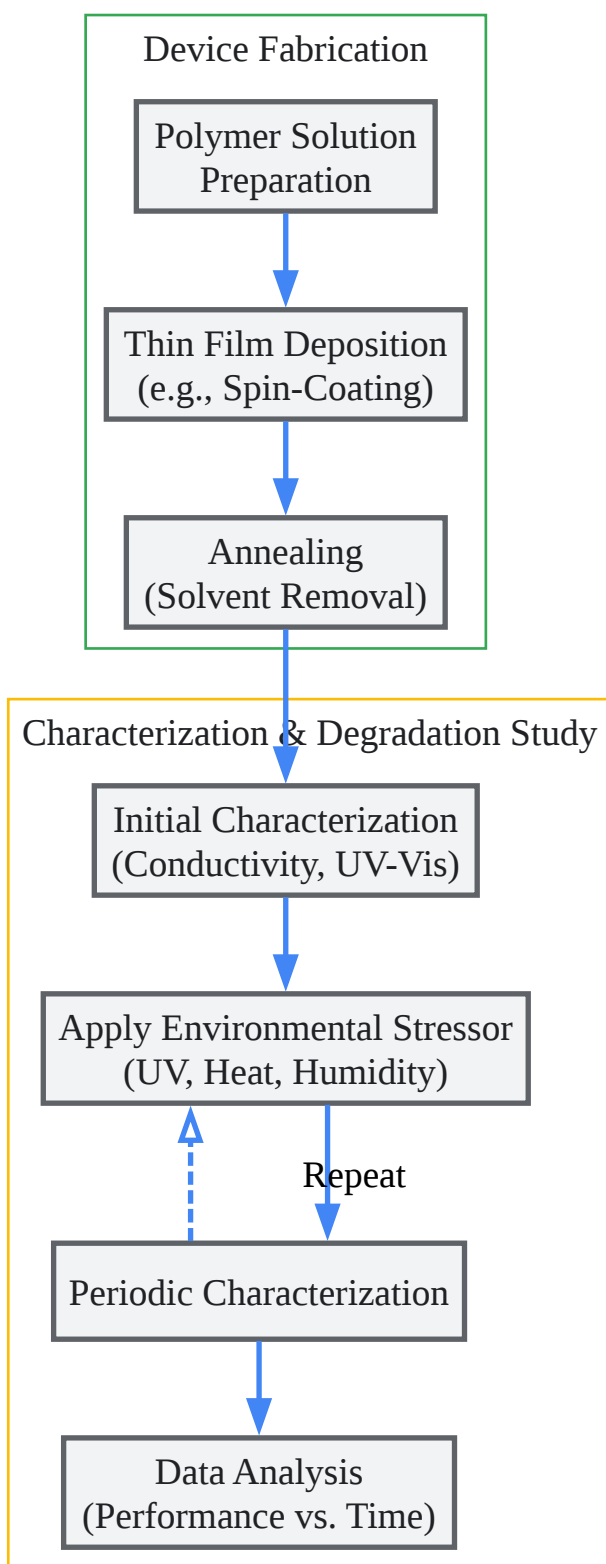 Device Fabrication
Polymer Solution
Preparation
Thin Film Deposition
(e.g., Spin-Coating)
Annealing
(Solvent Removal)
Characterization & Degradation Study
Initial Characterization
(Conductivity, UV-Vis)
Apply Environmental Stressor
(UV, Heat, Humidity)
Repeat
Periodic Characterization
Data Analysis
(Performance vs. Time)